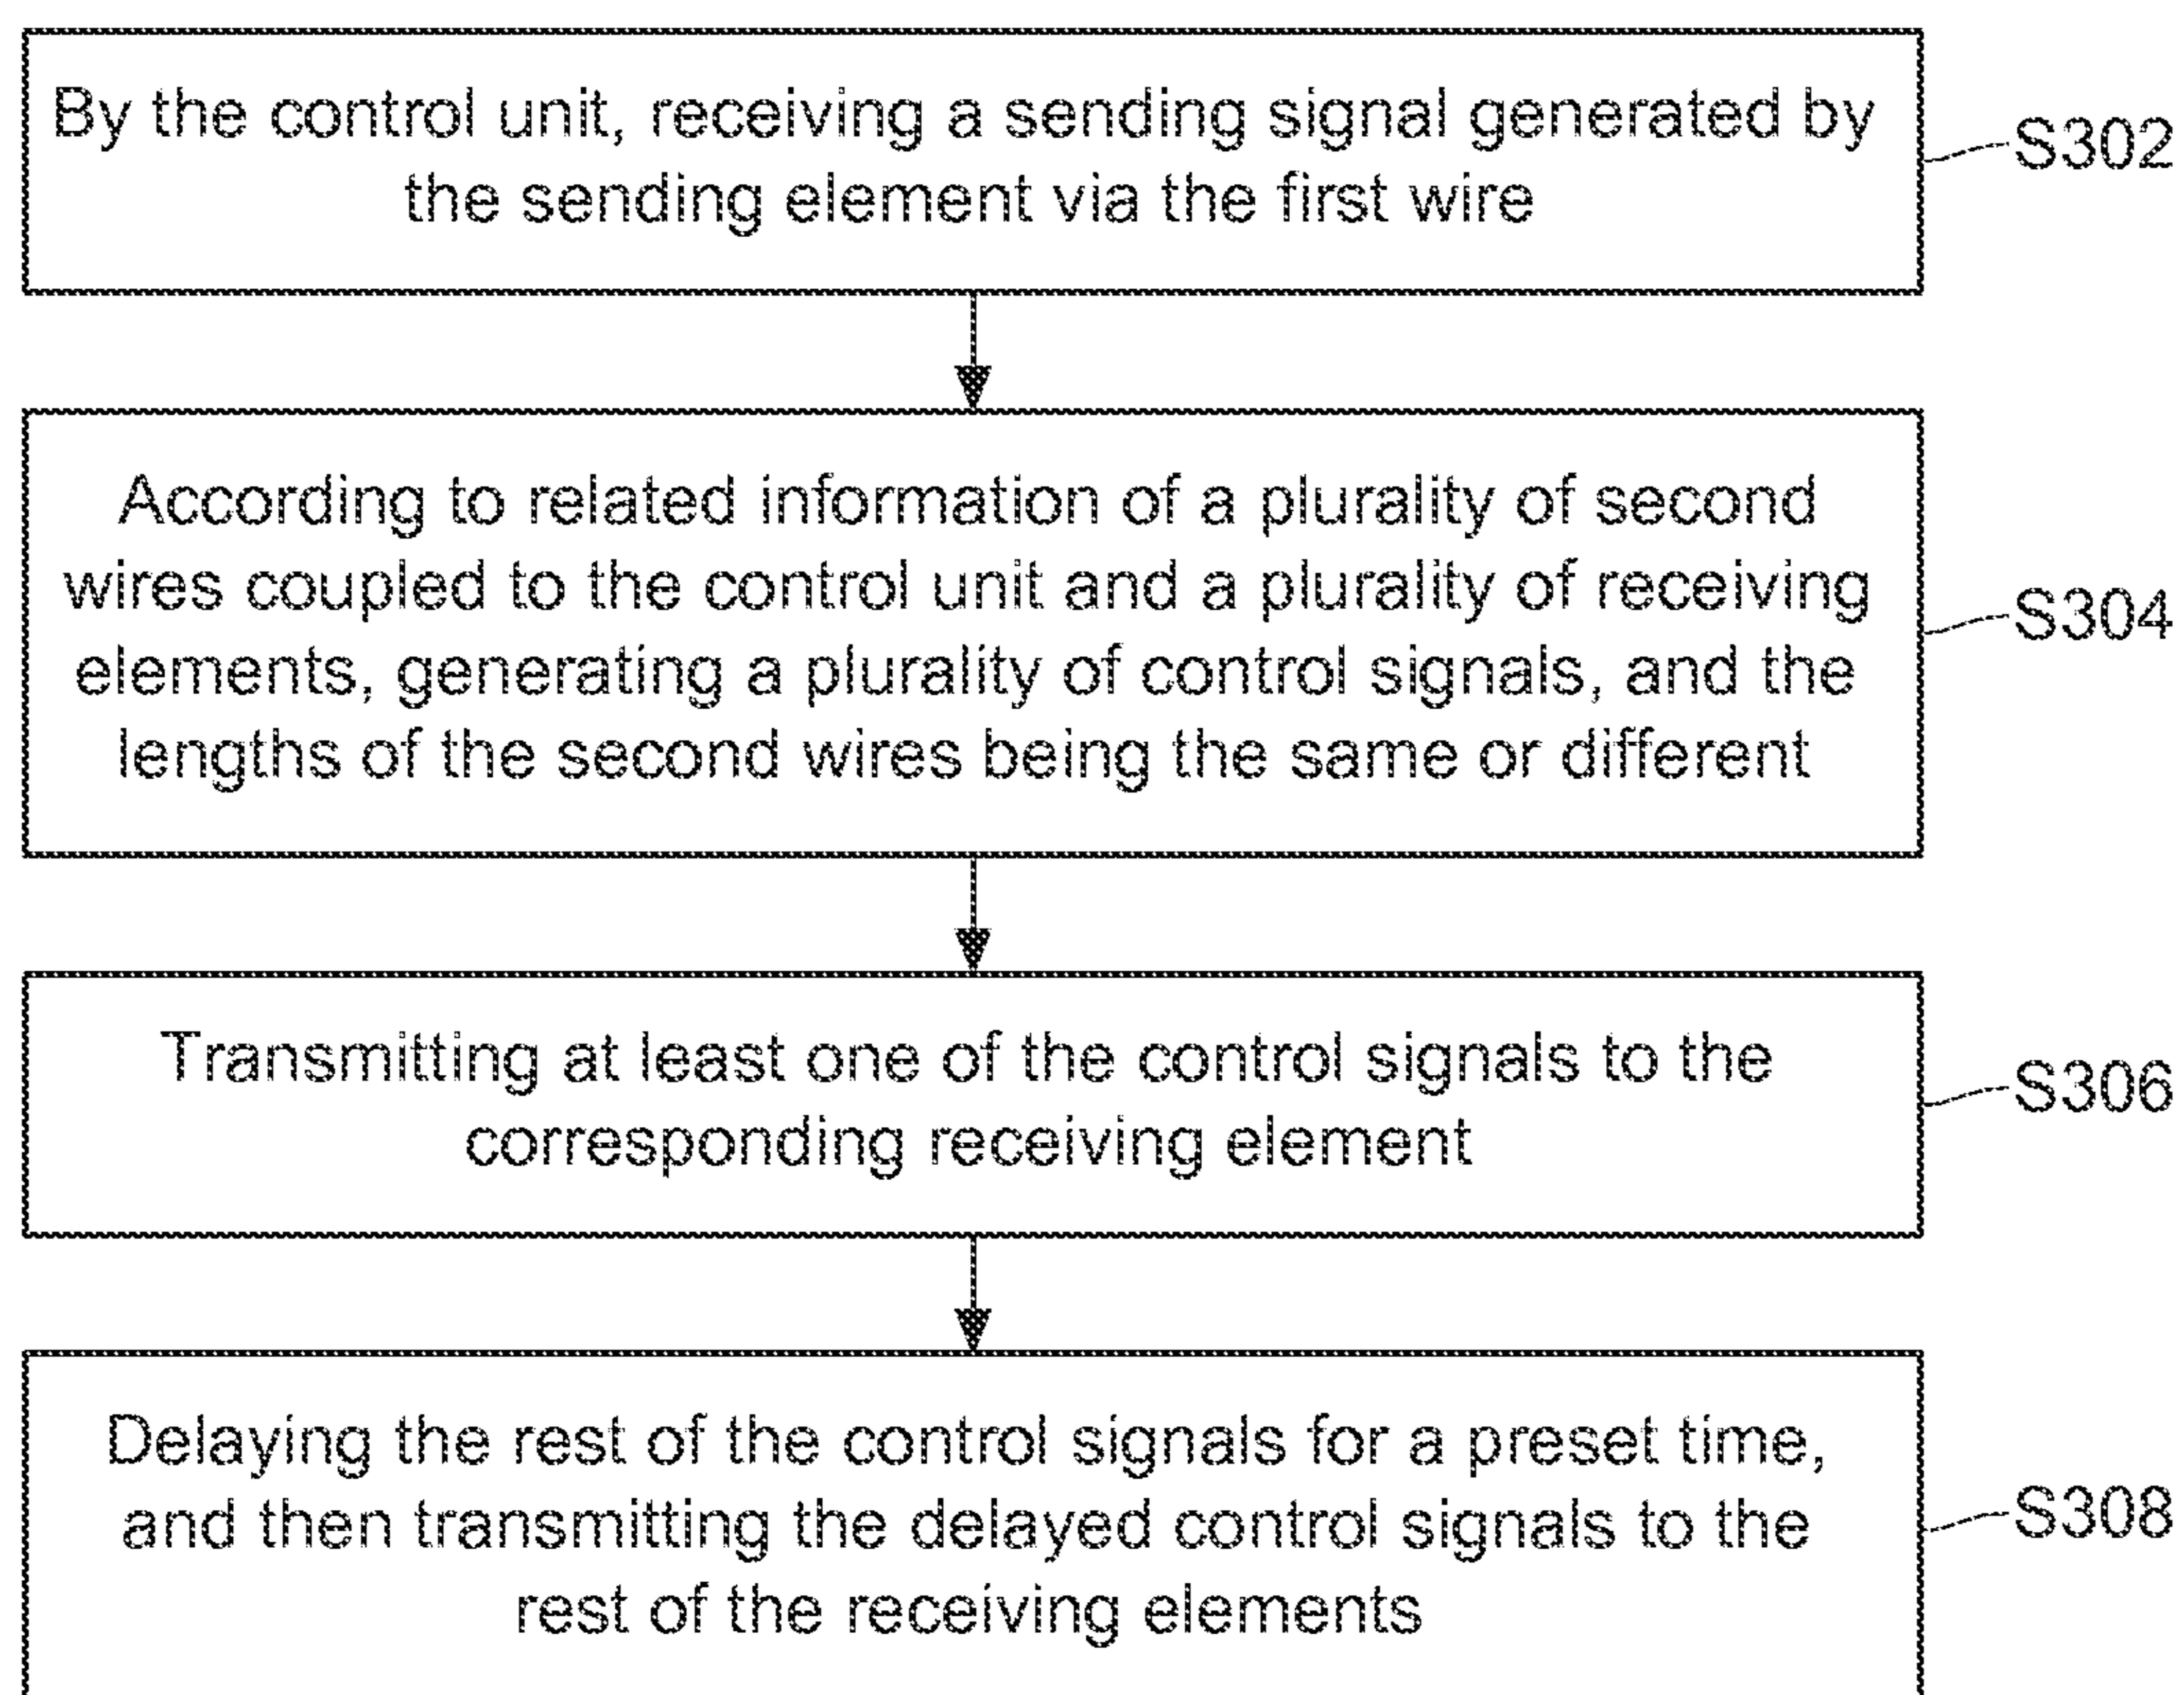 By the control unit, receiving a sending signal generated by
the sending element via the first wire
S302
According to related information of a plurality of second
wires coupled to the control unit and a plurality of receiving
elements, generating a plurality of control signals, and the
lengths of the second wires being the same or different
S304
Transmitting at least one of the control signals to the
corresponding receiving element
S306
Delaying the rest of the control signals for a preset time,
and then transmitting the delayed control signals to the
rest of the receiving elements
S308